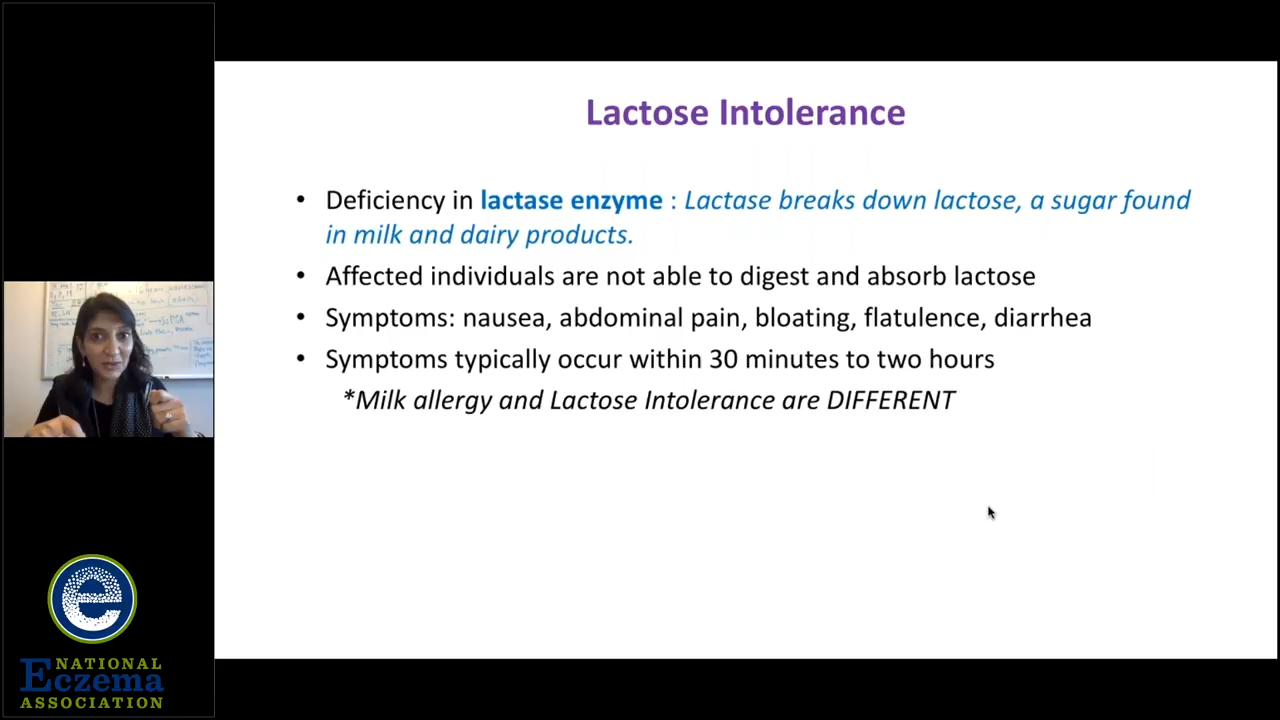 Lactose Intolerance
• Deficiency in lactase enzyme : Lactase breaks down lactose, a sugar found
in milk and dairy products.
• Affected individuals are not able to digest and absorb lactose
• Symptoms: nausea, abdominal pain, bloating, flatulence, diarrhea
• Symptoms typically occur within 30 minutes to two hours
*Milk allergy and Lactose Intolerance are DIFFERENT
e
NATIONAL
Eczema
ASSOCIATION